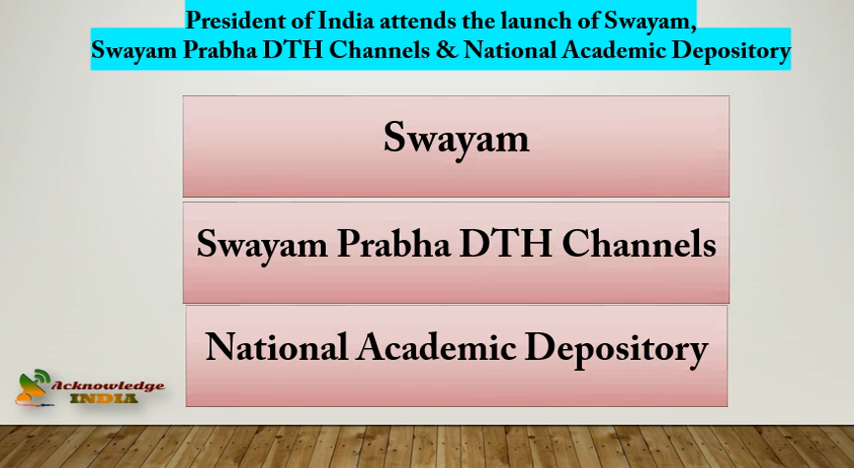 President of India attends the launch of Swayam,
Swayam Prabha DTH Channels & National Academic Depository
Swayam
Swayam Prabha DTH Channels
National Academic Depository
Acknowledge
INDIA